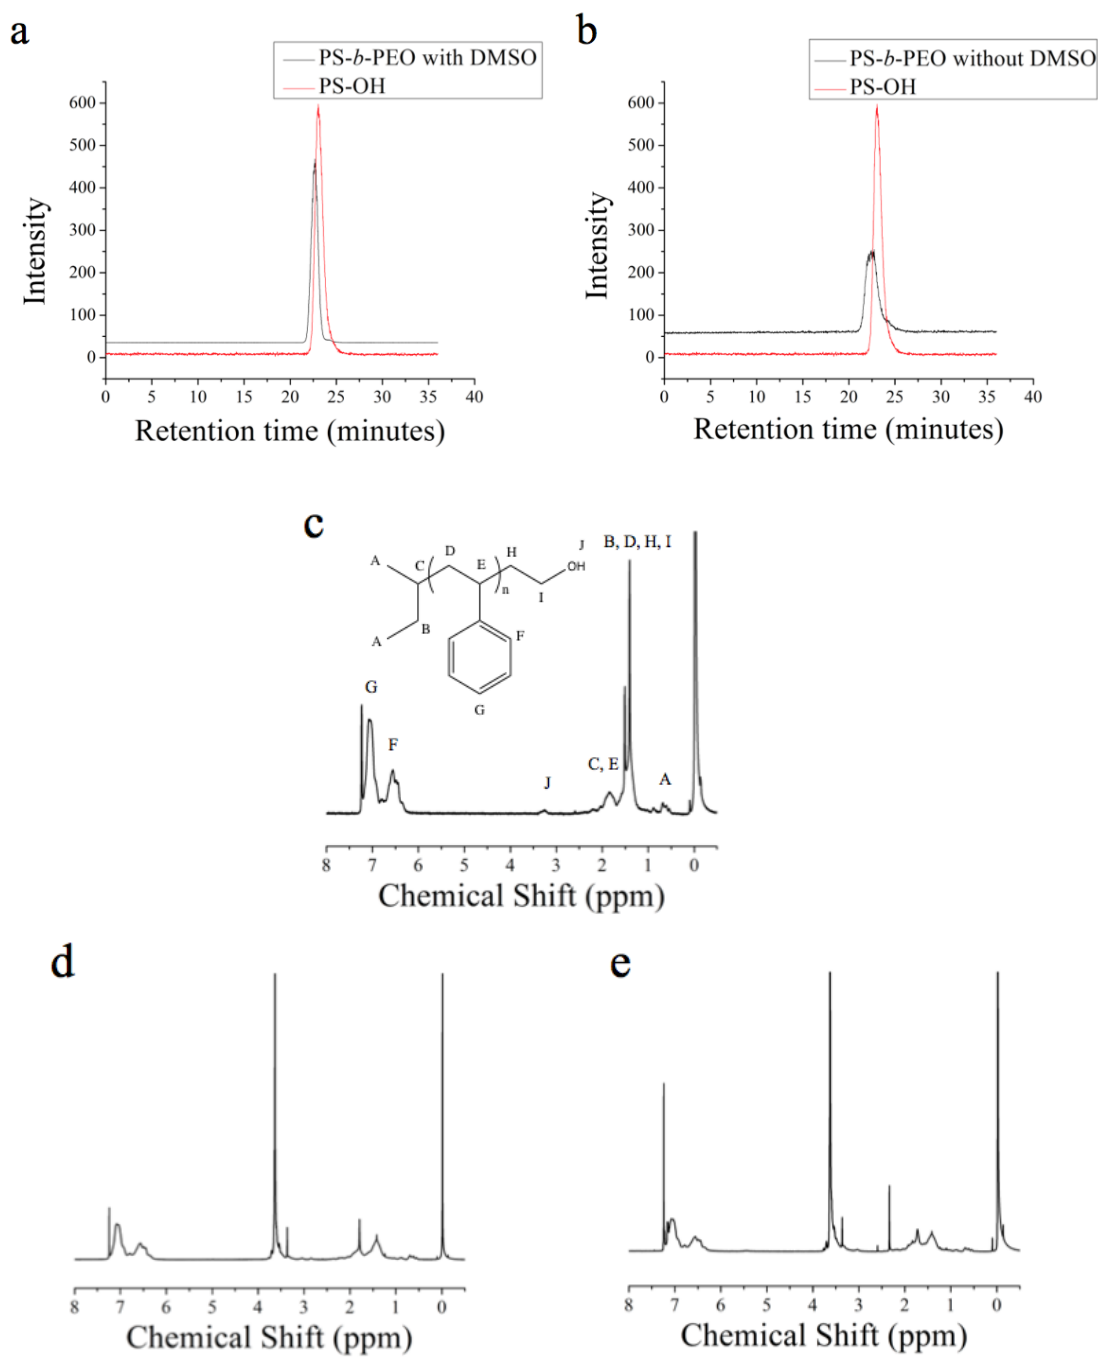 a
PS-b-PEO with DMSO
PS-OH
600
500
400
300
200
100
0
Intensity
0 5 10 15 20 25 30 35 40
Retention time (minutes)
b
PS-b-PEO without DMSO
PS-OH
600
500
400
300
200
100
0
Intensity
0 5 10 15 20 25 30 35 40
Retention time (minutes)
c
A
C
D
E
H
J
OH
n
I
B
A
F
G
B, D, H, I
G
F
J
C, E
A
8 7 6 5 4 3 2 1 0
Chemical Shift (ppm)
d
8 7 6 5 4 3 2 1 0
Chemical Shift (ppm)
e
8 7 6 5 4 3 2 1 0
Chemical Shift (ppm)